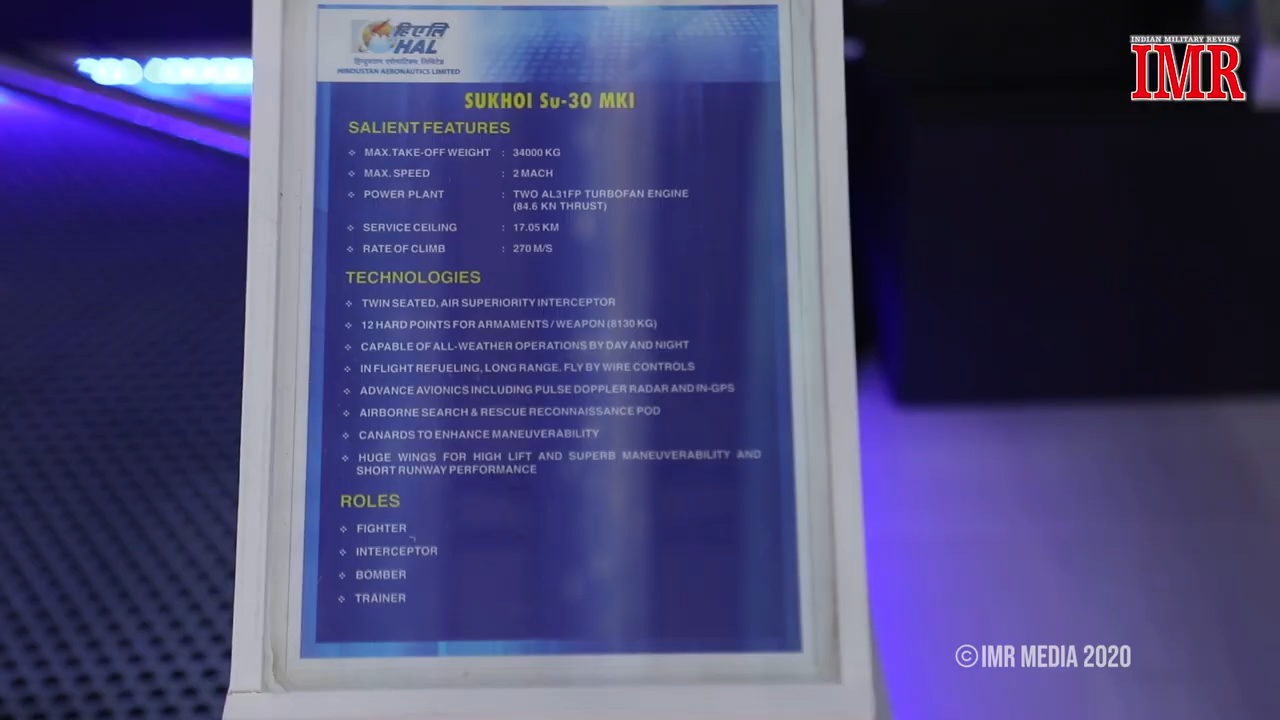 हिएलि
HAL
हिन्दुस्तान एरोनाटिक्स लिमिटेड
HINDUSTAN AERONAUTICS LIMITED
INDIAN MILITARY REVIEW
IMR
SUKHOI Su-30 MKI
SALIENT FEATURES
❖ MAX.TAKE-OFF WEIGHT : 34000 KG
❖ MAX. SPEED : 2 MACH
❖ POWER PLANT : TWO AL31FP TURBOFAN ENGINE
(84.6 KN THRUST)
❖ SERVICE CEILING : 17.05 KM
❖ RATE OF CLIMB : 270 M/S
TECHNOLOGIES
❖ TWIN SEATED, AIR SUPERIORITY INTERCEPTOR
❖ 12 HARD POINTS FOR ARMAMENTS / WEAPON (8130 KG)
❖ CAPABLE OF ALL-WEATHER OPERATIONS BY DAY AND NIGHT
❖ IN FLIGHT REFUELING, LONG RANGE. FLY BY WIRE CONTROLS
❖ ADVANCE AVIONICS INCLUDING PULSE DOPPLER RADAR AND IN-GPS
❖ AIRBORNE SEARCH & RESCUE RECONNAISSANCE POD
❖ CANARDS TO ENHANCE MANEUVERABILITY
❖ HUGE WINGS FOR HIGH LIFT AND SUPERB MANEUVERABILITY AND
SHORT RUNWAY PERFORMANCE
ROLES
❖ FIGHTER
❖ INTERCEPTOR
❖ BOMBER
❖ TRAINER
©IMR MEDIA 2020